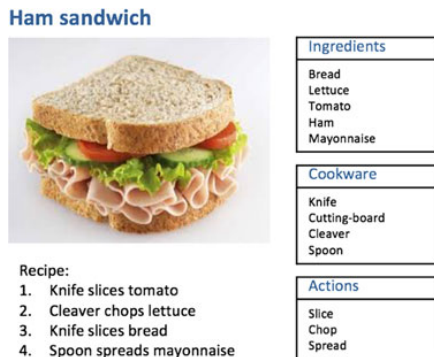 Ham sandwich
Ingredients
Bread
Lettuce
Tomato
Ham
Mayonnaise
Cookware
Knife
Cutting-board
Cleaver
Spoon
Recipe:
1. Knife slices tomato
2. Cleaver chops lettuce
3. Knife slices bread
4. Spoon spreads mayonnaise
Actions
Slice
Chop
Spread